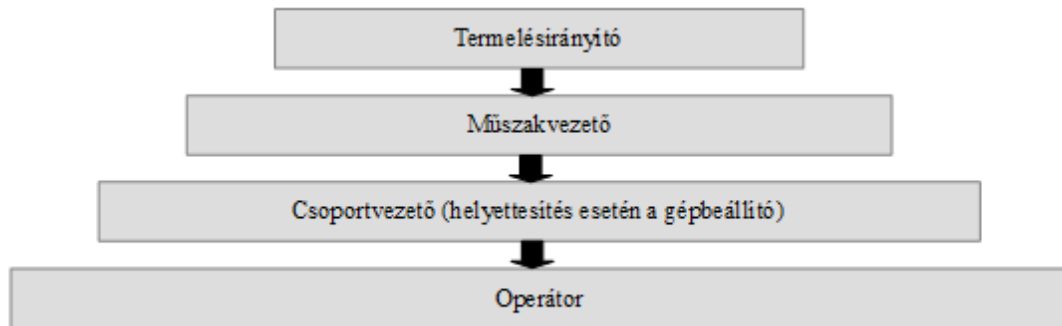 Termelésirányító
Műszakvezető
Csoportvezető (helyettesítés esetén a gépbeállító)
Operátor